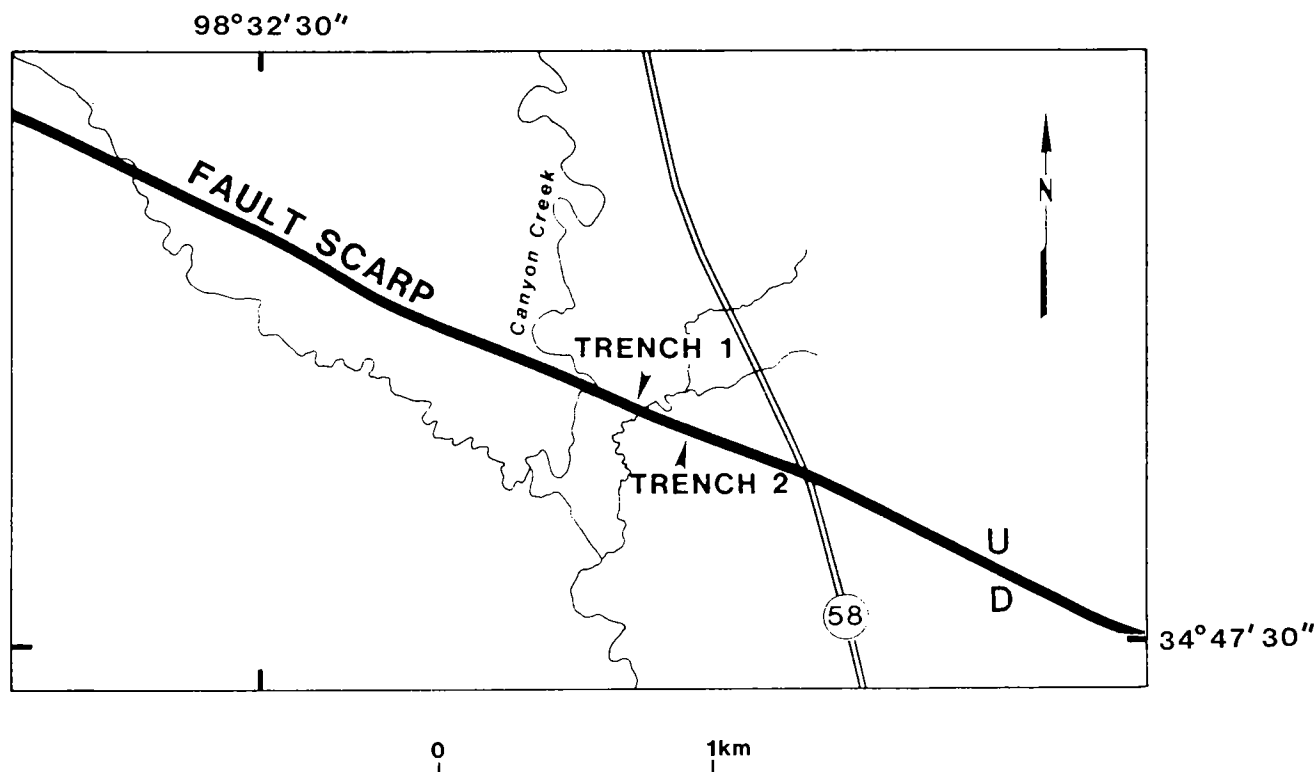 98°32'30"
N
FAULT SCARP
Canyon Creek
TRENCH 1
TRENCH 2
U
D
58
34°47'30"
0 1km